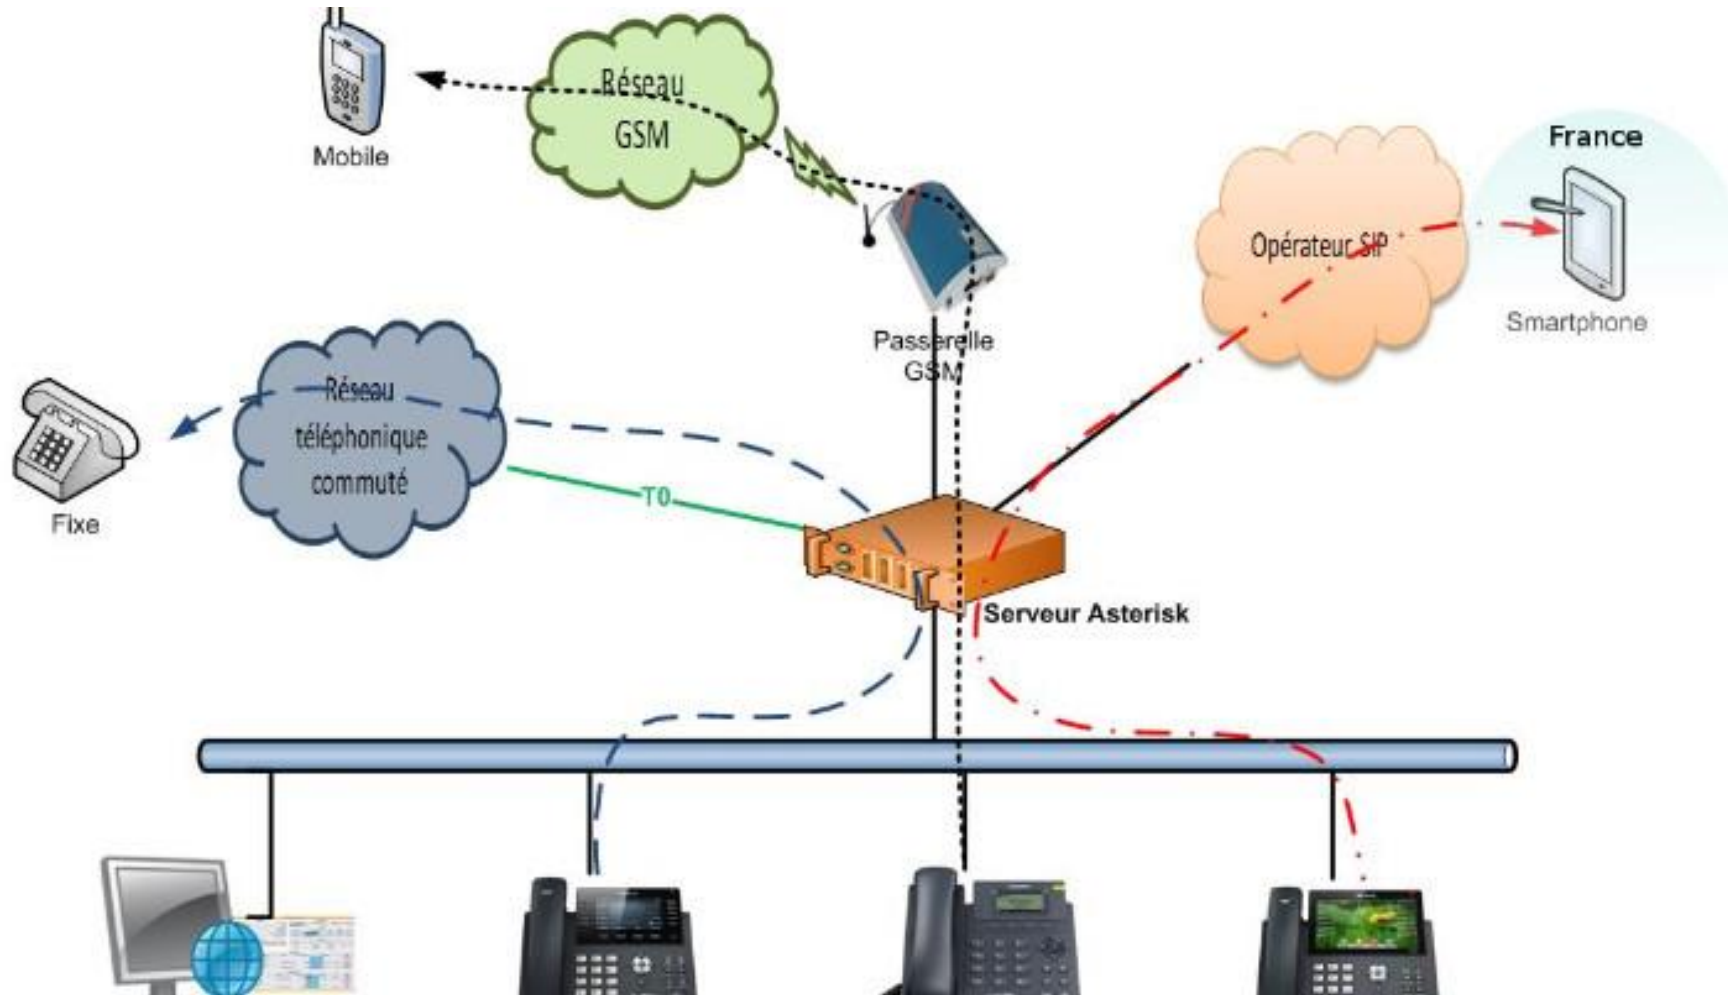 Réseau
GSM
Mobile
France
Opérateur SIP
Smartphone
Passerelle
GSM
Réseau
téléphonique
commuté
T0
Fixe
Serveur Asterisk